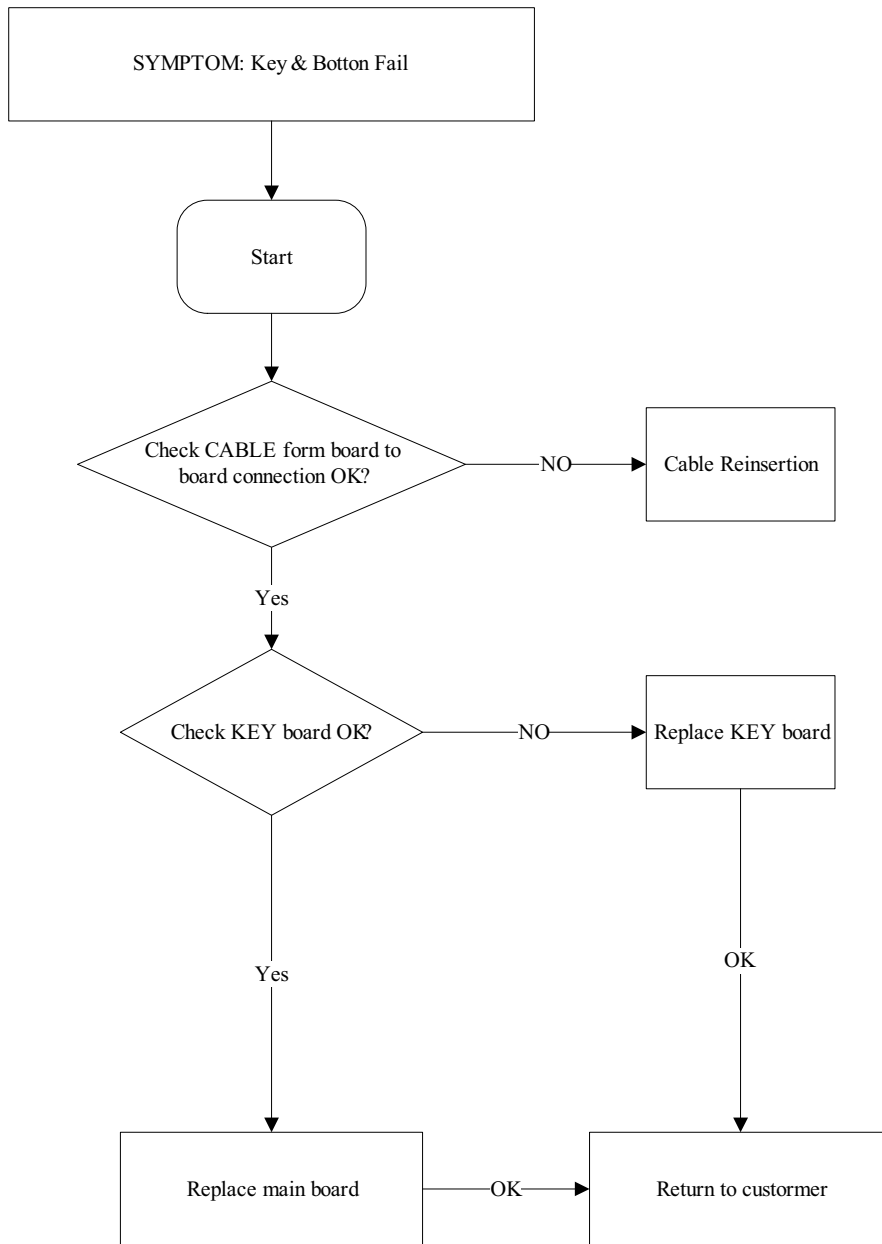 SYMPTOM: Key & Botton Fail
Start
Check CABLE form board to
board connection OK?
NO
Cable Reinsertion
Yes
Check KEY board OK?
NO
Replace KEY board
Yes
OK
Replace main board
OK
Return to custormer